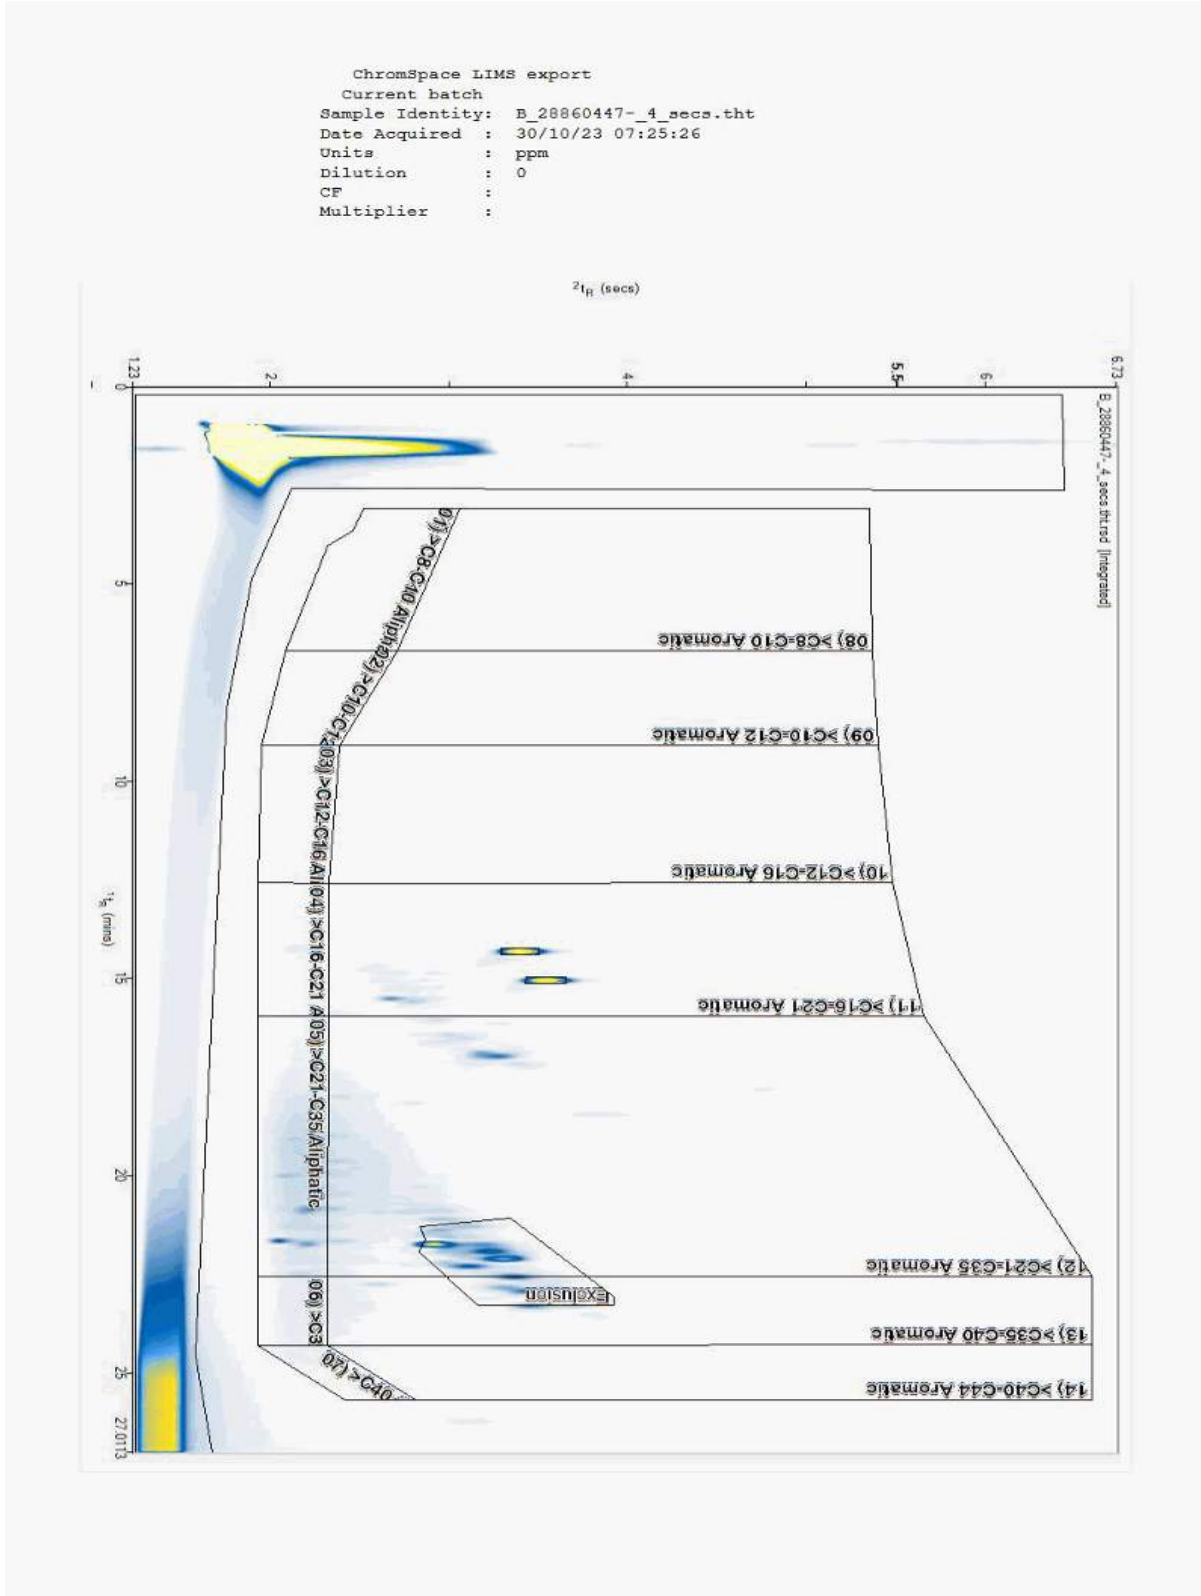 ChromSpace LIMS export
Current batch
Sample Identity: B_28860447-_4_secs.tht
Date Acquired : 30/10/23 07:25:26
Units : ppm
Dilution : 0
CF :
Multiplier :
²tR (secs)
1.23 2 4 5.5 6 6.73
B_28860447-_4_secs.tht.rsd [Integrated]
0
5
10
15
20
25
27.0113
¹tR (mins)
01) >C8-C10 Alipha
02) >C10-C1
03) >C12-C16 Ali
04) >C16-C21 A
05) >C21-C35 Aliphatic
06) >C3
07) >C40
08) >C8-C10 Aromatic
09) >C10-C12 Aromatic
10) >C12-C16 Aromatic
11) >C16-C21 Aromatic
12) >C21-C35 Aromatic
Exclusion
13) >C35-C40 Aromatic
14) >C40-C44 Aromatic